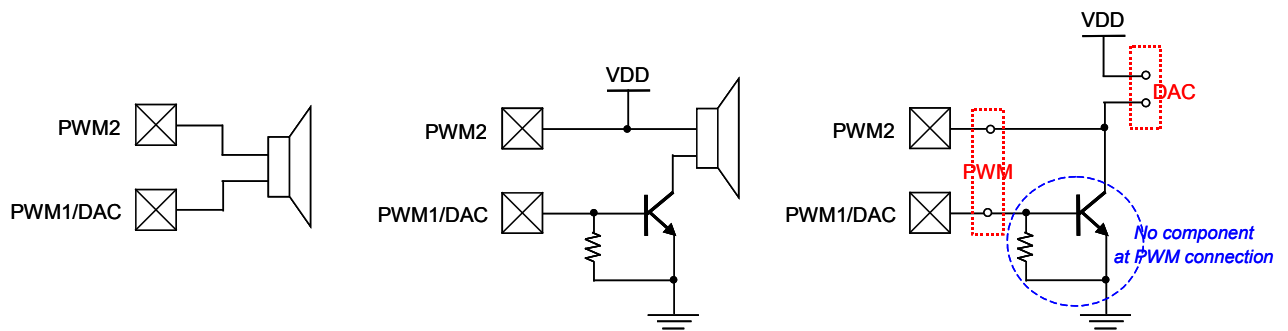 PWM2
PWM1/DAC
VDD
PWM2
PWM1/DAC
VDD
DAC
PWM2
PWM
PWM1/DAC
No component
at PWM connection